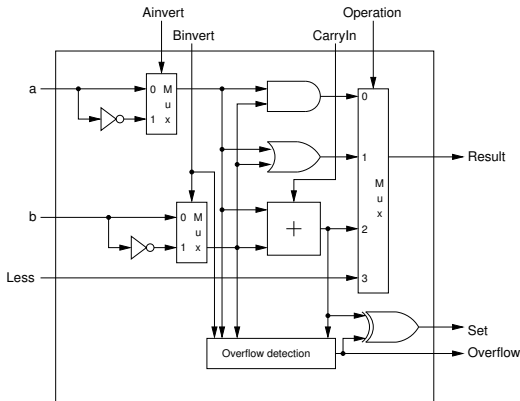 Ainvert
Operation
Binvert
CarryIn
a
0 M
u
1 x
0
Result
1
M
u
x
b
0 M
u
1 x
+
2
Less
3
Set
Overflow detection
Overflow